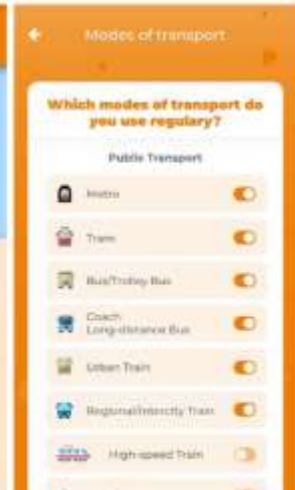 Modes of transport
Which modes of transport do
you use regulary?
Public Transport
Metro
Tram
Bus/Trolley Bus
Coach
Long-distance Bus
Urban Train
Regional/Intercity Train
High-speed Train